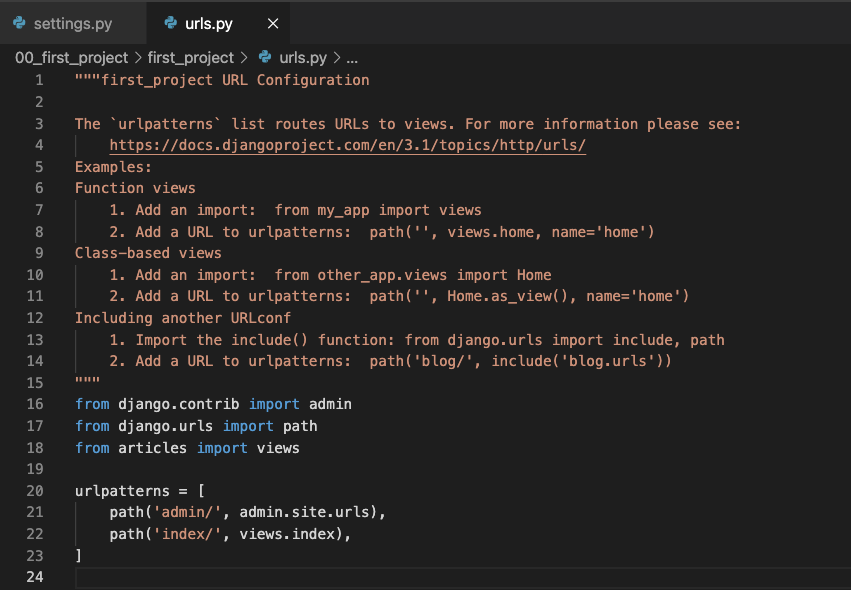 settings.py urls.py ×
00_first_project > first_project > urls.py > ...
1 """first_project URL Configuration
2
3 The `urlpatterns` list routes URLs to views. For more information please see:
4     https://docs.djangoproject.com/en/3.1/topics/http/urls/
5 Examples:
6 Function views
7     1. Add an import:  from my_app import views
8     2. Add a URL to urlpatterns:  path('', views.home, name='home')
9 Class-based views
10     1. Add an import:  from other_app.views import Home
11     2. Add a URL to urlpatterns:  path('', Home.as_view(), name='home')
12 Including another URLconf
13     1. Import the include() function: from django.urls import include, path
14     2. Add a URL to urlpatterns:  path('blog/', include('blog.urls'))
15 """
16 from django.contrib import admin
17 from django.urls import path
18 from articles import views
19
20 urlpatterns = [
21     path('admin/', admin.site.urls),
22     path('index/', views.index),
23 ]
24